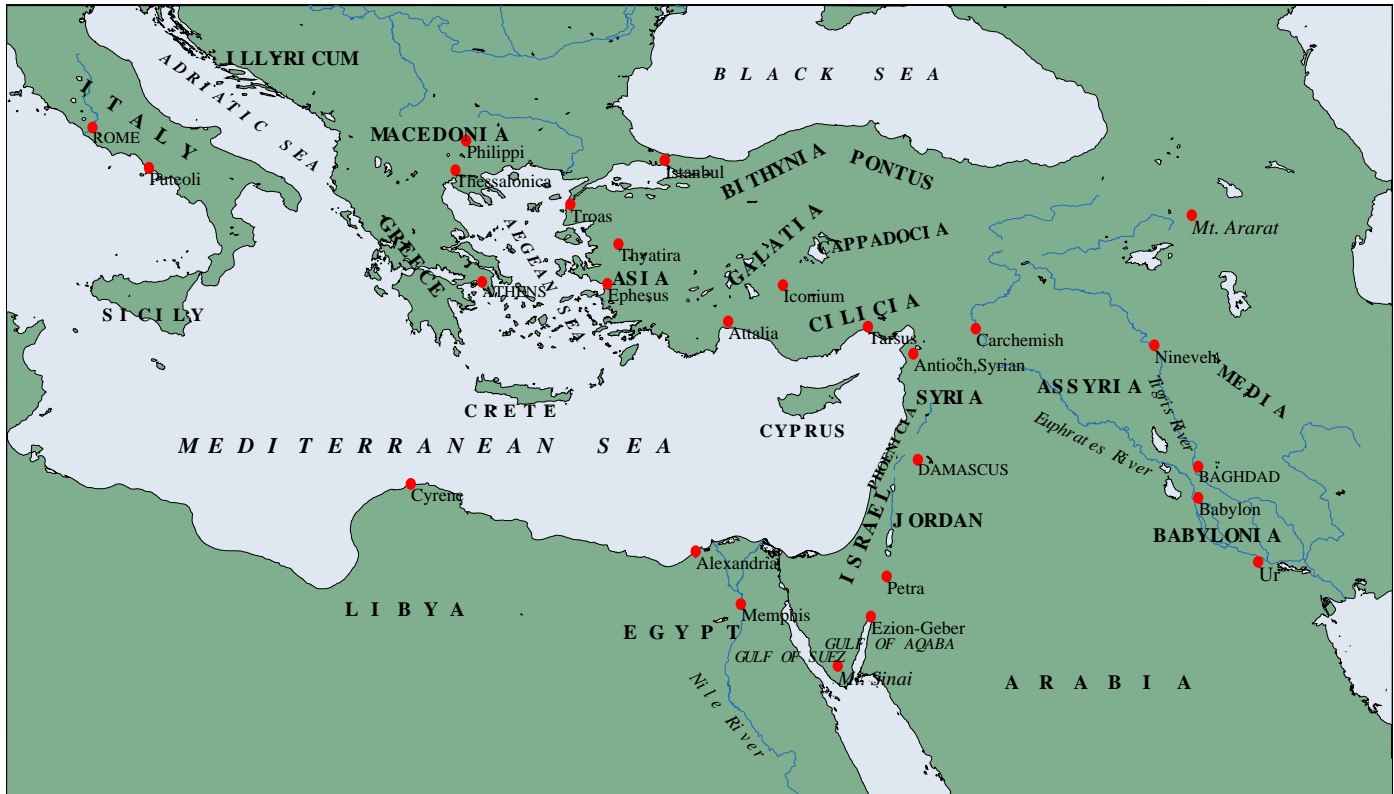 ILLYRICUM
BLACK SEA
ADRIATIC SEA
ITALY
ROME
MACEDONIA
Philippi
Puteoli
Thessalonica
Istanbul
BITHYNIA
PONTUS
Troas
AEGEAN SEA
GREECE
Mt. Ararat
GALATIA
CAPPADOCIA
Thyatira
ASIA
Ephesus
ATHENS
Iconium
SICILY
CILICIA
Attalia
Tarsus
Carchemish
Nineveh
Antioch,Syrian
MEDIA
ASSYRIA
Tigris River
SYRIA
CRETE
CYPRUS
PHOENICIA
Euphrates River
MEDITERRANEAN SEA
DAMASCUS
BAGHDAD
Cyrene
Babylon
ISRAEL
JORDAN
BABYLONIA
Alexandria
Ur
Petra
LIBYA
Memphis
Ezion-Geber
EGYPT
GULF OF SUEZ
GULF OF AQABA
Mt. Sinai
ARABIA
Nile River